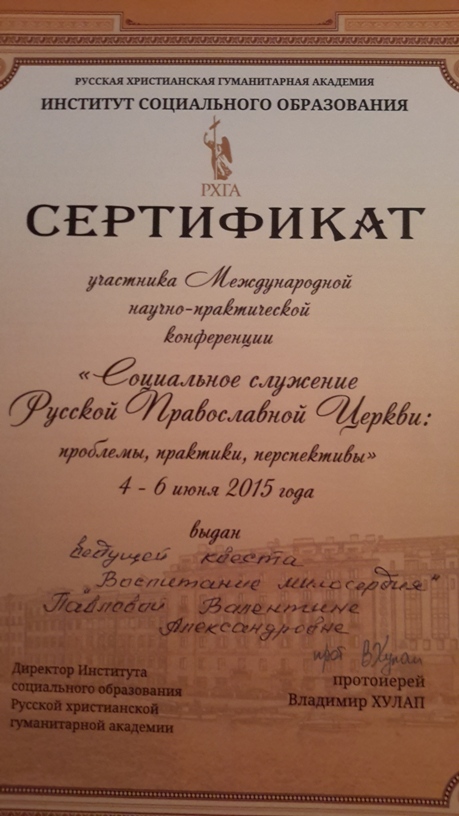 РУССКАЯ ХРИСТИАНСКАЯ ГУМАНИТАРНАЯ АКАДЕМИЯ
ИНСТИТУТ СОЦИАЛЬНОГО ОБРАЗОВАНИЯ
РХГА
СЕРТИФИКАТ
участника Международной
научно-практической
конференции
«Социальное служение
Русской Православной Церкви:
проблемы, практики, перспективы»
4 - 6 июня 2015 года
выдан
ведущей квеста
"Воспитание милосердия"
Павловой Валентине
Александровне
прот ВХулап
Директор Института
социального образования
Русской христианской
гуманитарной академии
протоиерей
Владимир ХУЛАП